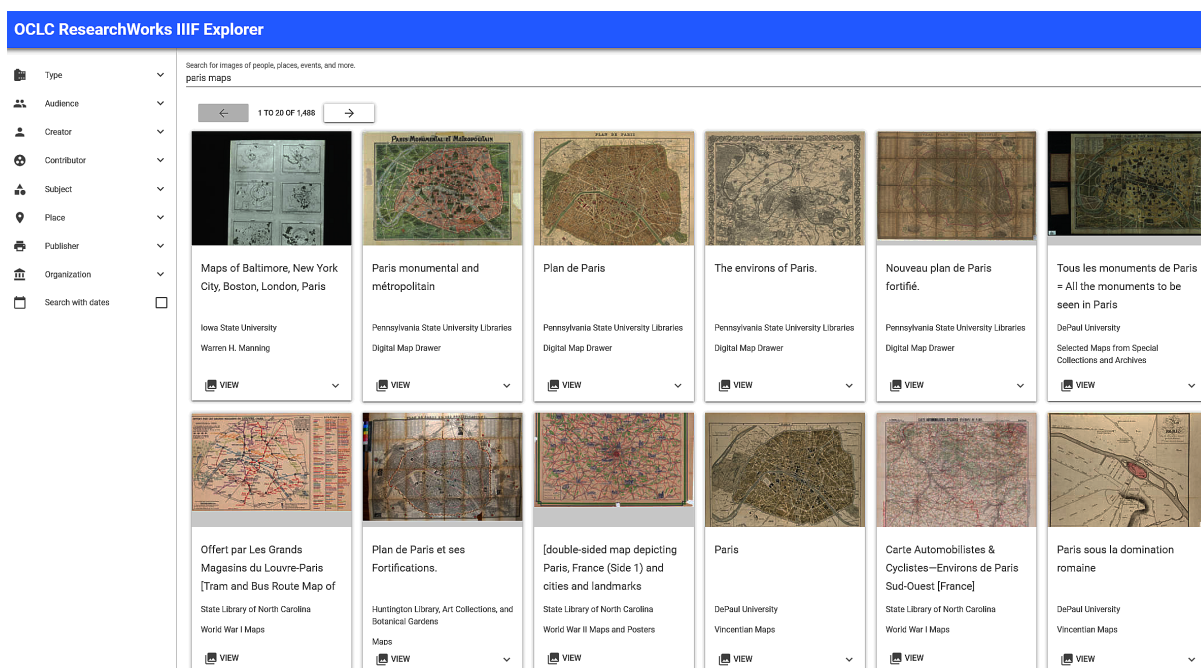 OCLC ResearchWorks IIIF Explorer
Type
Audience
Creator
Contributor
Subject
Place
Publisher
Organization
Search with dates
Search for images of people, places, events, and more.
paris maps
1 TO 20 OF 1,488
PARIS MONUMENTAL ET MÉTROPOLITAIN
PLAN DE PARIS
Maps of Baltimore, New York
City, Boston, London, Paris
Iowa State University
Warren H. Manning
VIEW
Paris monumental and
métropolitain
Pennsylvania State University Libraries
Digital Map Drawer
VIEW
Plan de Paris
Pennsylvania State University Libraries
Digital Map Drawer
VIEW
The environs of Paris.
Pennsylvania State University Libraries
Digital Map Drawer
VIEW
Nouveau plan de Paris
fortifié.
Pennsylvania State University Libraries
Digital Map Drawer
VIEW
Tous les monuments de Paris
= All the monuments to be
seen in Paris
DePaul University
Selected Maps from Special
Collections and Archives
VIEW
Offert par Les Grands
Magasins du Louvre-Paris
[Tram and Bus Route Map of
State Library of North Carolina
World War I Maps
VIEW
Plan de Paris et ses
Fortifications.
Huntington Library, Art Collections, and
Botanical Gardens
Maps
VIEW
[double-sided map depicting
Paris, France (Side 1) and
cities and landmarks
State Library of North Carolina
World War II Maps and Posters
VIEW
Paris
DePaul University
Vincentian Maps
VIEW
Carte Automobilistes &
Cyclistes—Environs de Paris
Sud-Ouest [France]
State Library of North Carolina
World War I Maps
VIEW
PARIS
Paris sous la domination
romaine
DePaul University
Vincentian Maps
VIEW